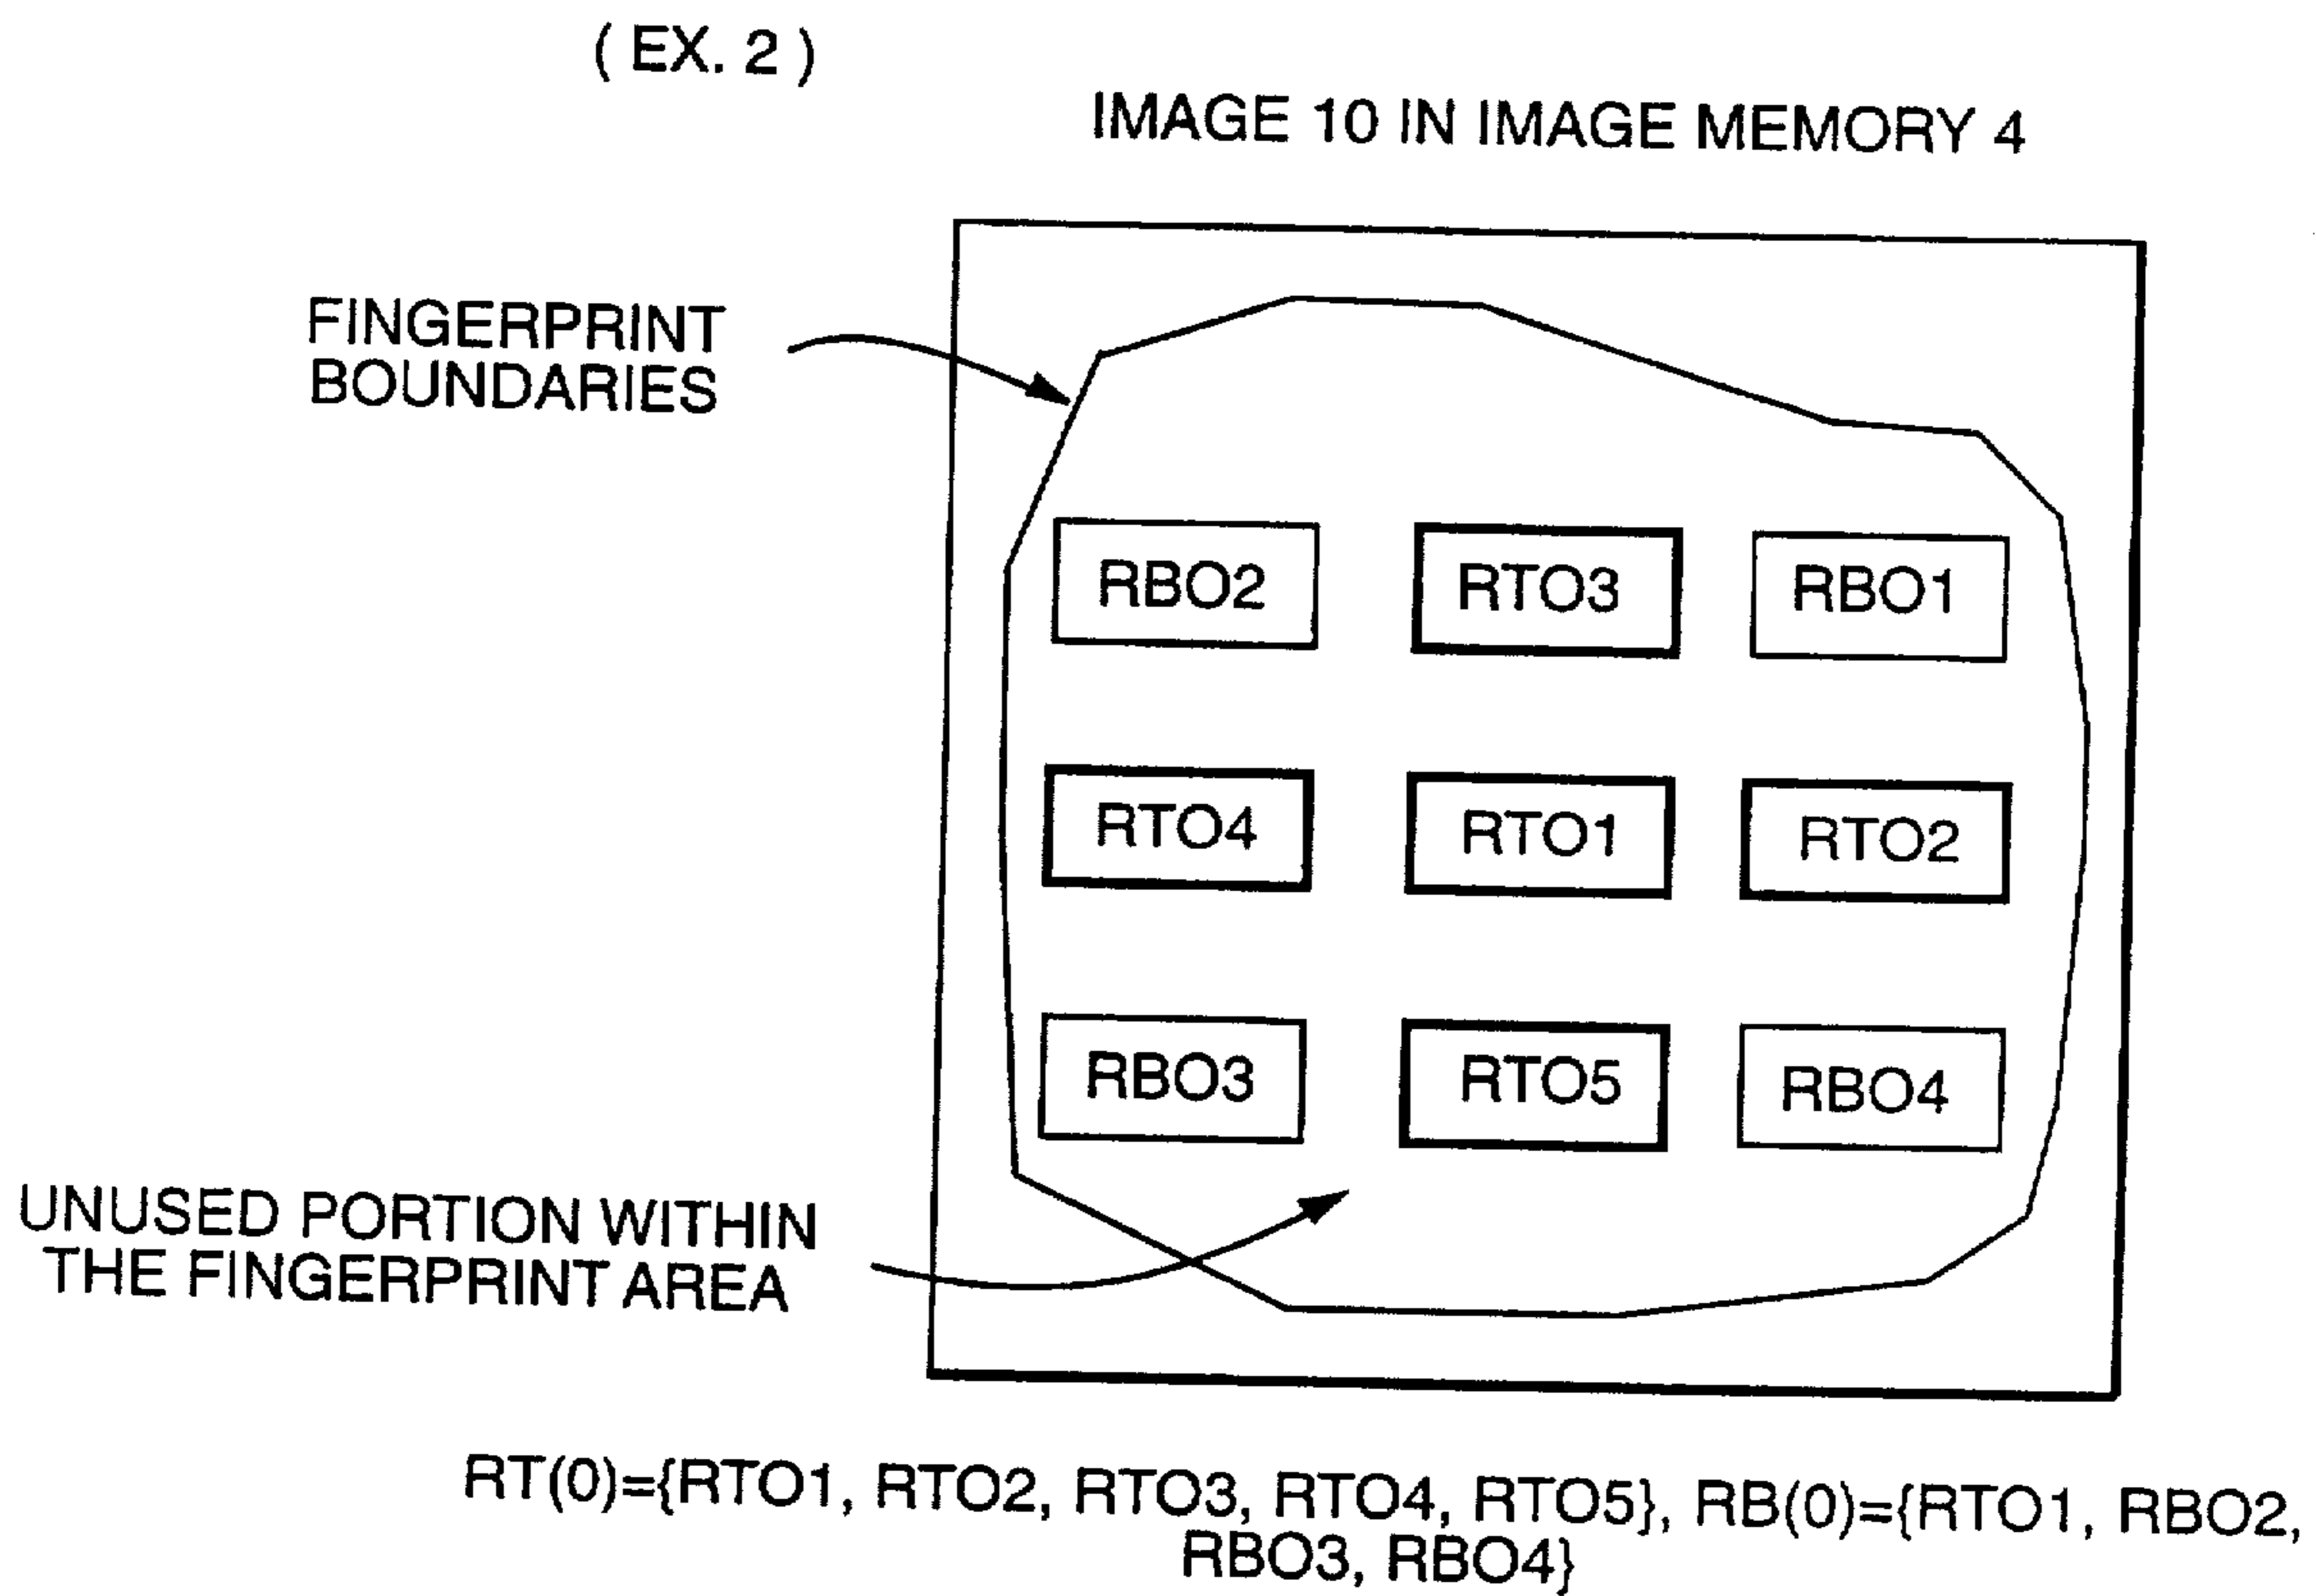 ( EX. 2 )
IMAGE 10 IN IMAGE MEMORY 4
FINGERPRINT
BOUNDARIES
RBO2
RTO3
RBO1
RTO4
RTO1
RTO2
RBO3
RTO5
RBO4
UNUSED PORTION WITHIN
THE FINGERPRINT AREA
RT(0)={RTO1, RTO2, RTO3, RTO4, RTO5}, RB(0)={RTO1, RBO2,
RBO3, RBO4}